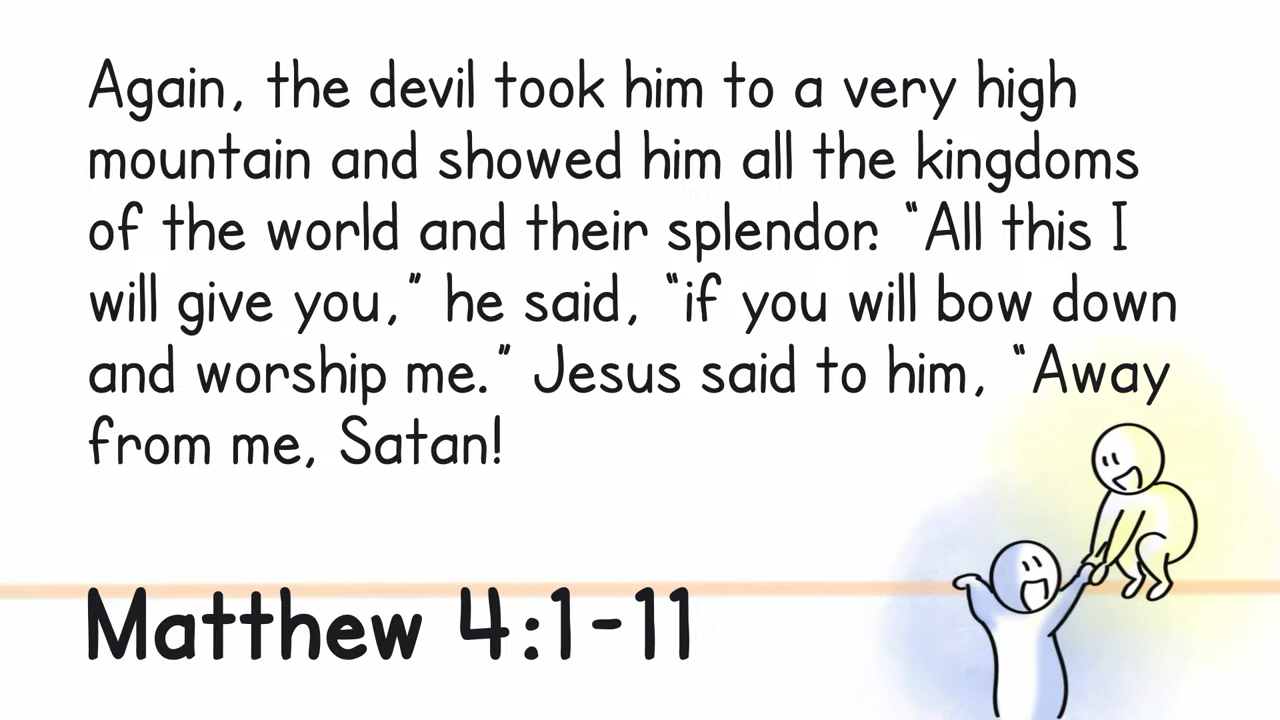 Again, the devil took him to a very high
mountain and showed him all the kingdoms
of the world and their splendor. “All this I
will give you,” he said, “if you will bow down
and worship me.” Jesus said to him, “Away
from me, Satan!
Matthew 4:1-11